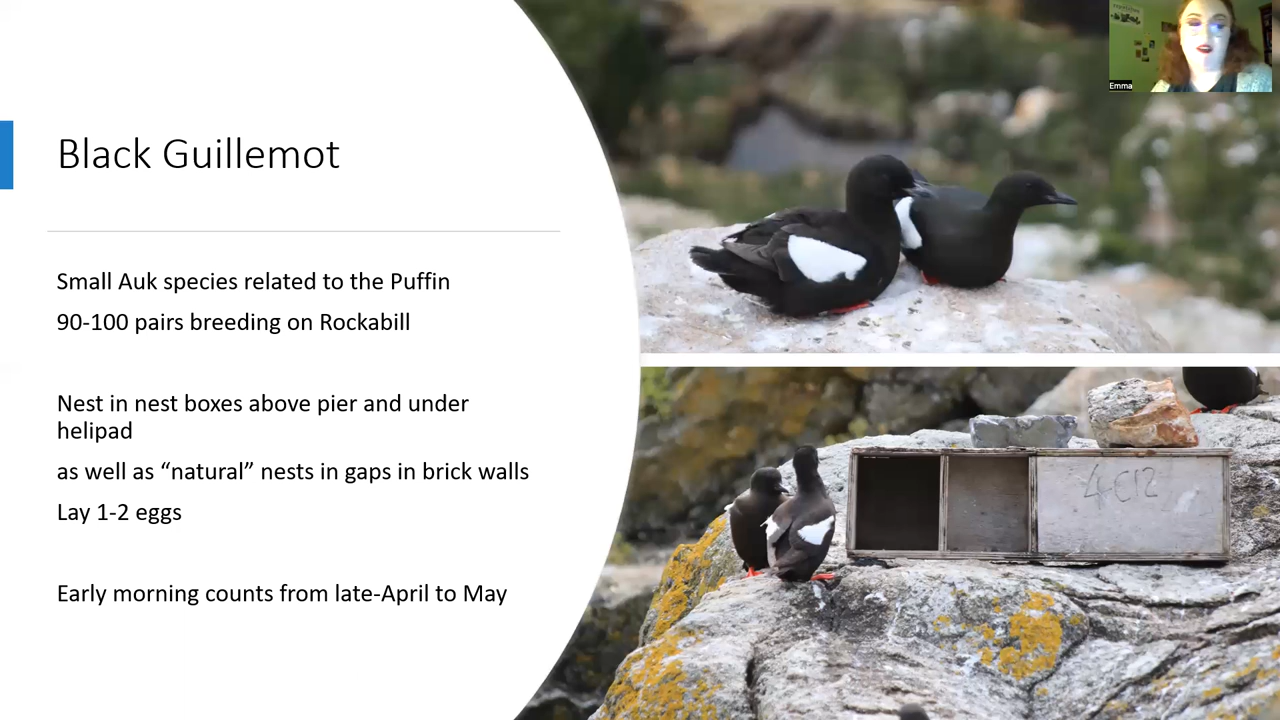 Emma
Black Guillemot
Small Auk species related to the Puffin
90-100 pairs breeding on Rockabill
Nest in nest boxes above pier and under
helipad
as well as “natural” nests in gaps in brick walls
Lay 1-2 eggs
Early morning counts from late-April to May